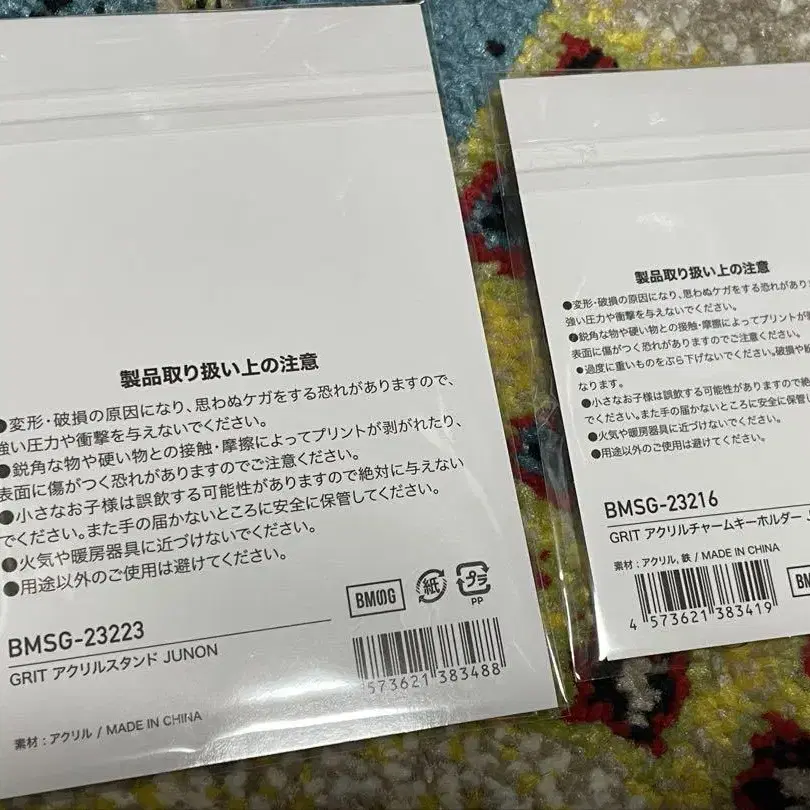 製品取り扱い上の注意
●変形・破損の原因になり、思わぬケガをする恐れがありますので、
強い圧力や衝撃を与えないでください。
●鋭角な物や硬い物との接触・摩擦によってプリントが剥がれたり、
表面に傷がつく恐れがありますのでご注意ください。
●小さなお子様は誤飲する可能性がありますので絶対に与えない
でください。また手の届かないところに安全に保管してください。
●火気や暖房器具に近づけないでください。
●用途以外のご使用は避けてください。
BMSG
紙
プラ
PP
BMSG-23223
GRIT アクリルスタンド JUNON
573621 383488
素材：アクリル / MADE IN CHINA
製品取り扱い上の注意
●変形・破損の原因になり、思わぬケガをする恐れがあります
強い圧力や衝撃を与えないでください。
●鋭角な物や硬い物との接触・摩擦によってプリントが
表面に傷がつく恐れがありますのでご注意ください。
●過度に重いものをぶら下げないでください。破損や
なります。
●小さなお子様は誤飲する可能性がありますので絶
でください。また手の届かないところに安全に保管し
●火気や暖房器具に近づけないでください。
●用途以外のご使用は避けてください。
BMSG-23216
GRIT アクリルチャームキーホルダー
素材：アクリル, 鉄 / MADE IN CHINA
4 573621 383419